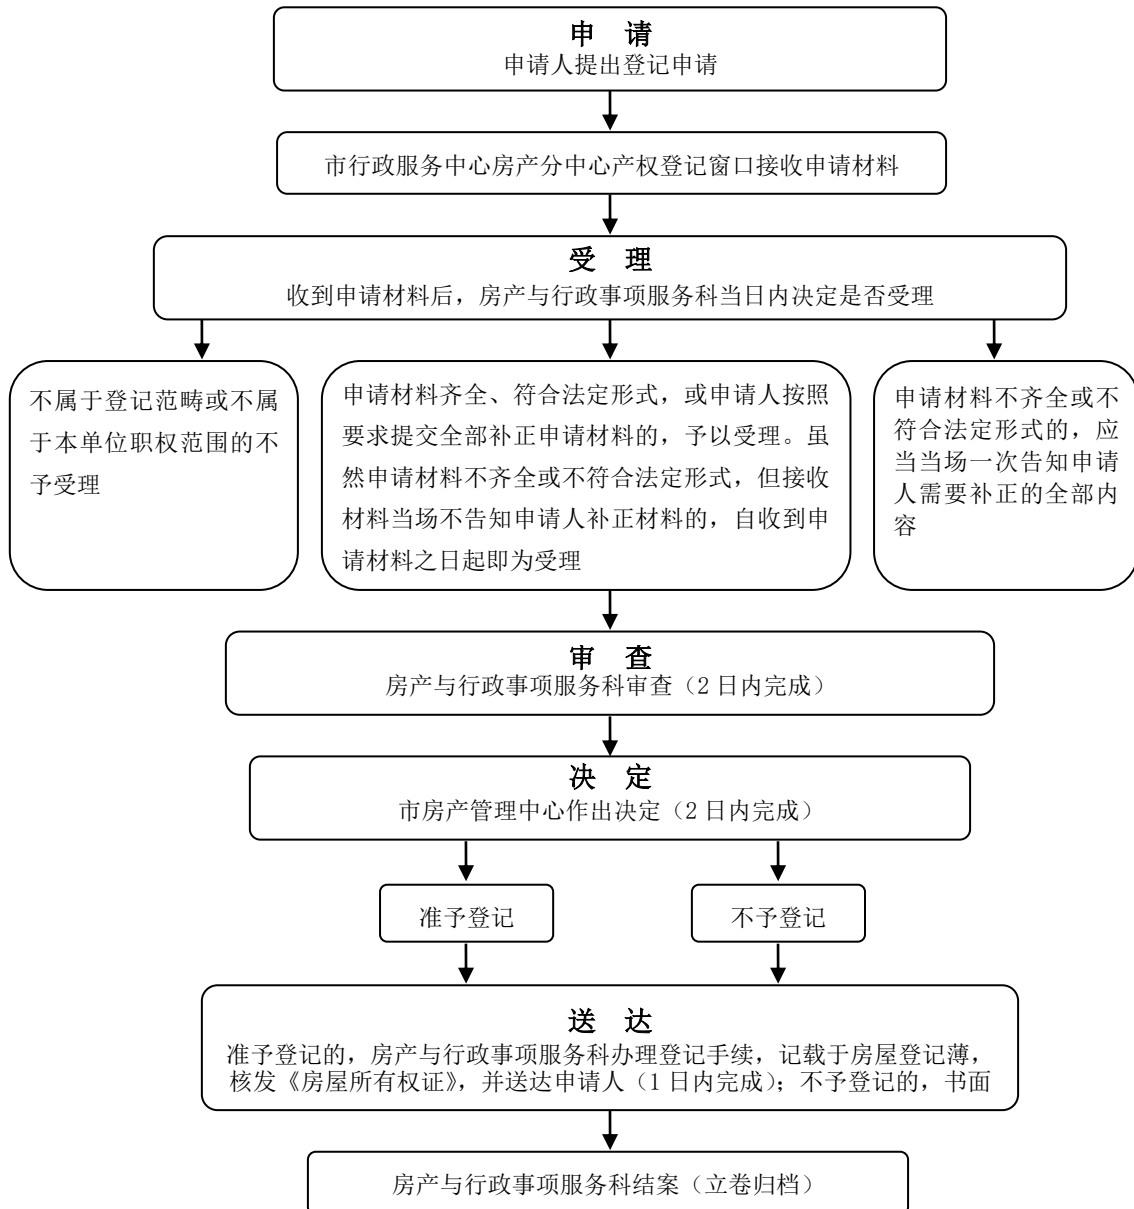 申 请
申请人提出登记申请
市行政服务中心房产分中心产权登记窗口接收申请材料
受 理
收到申请材料后，房产与行政事项服务科当日内决定是否受理
不属于登记范畴或不属
于本单位职权范围的不
予受理
申请材料齐全、符合法定形式，或申请人按照
要求提交全部补正申请材料的，予以受理。虽
然申请材料不齐全或不符合法定形式，但接收
材料当场不告知申请人补正材料的，自收到申
请材料之日起即为受理
申请材料不齐全或不
符合法定形式的，应
当当场一次告知申请
人需要补正的全部内
容
审 查
房产与行政事项服务科审查（2 日内完成）
决 定
市房产管理中心作出决定（2 日内完成）
准予登记
不予登记
送 达
准予登记的，房产与行政事项服务科办理登记手续，记载于房屋登记薄，
核发《房屋所有权证》，并送达申请人（1 日内完成）；不予登记的，书面
房产与行政事项服务科结案（立卷归档）